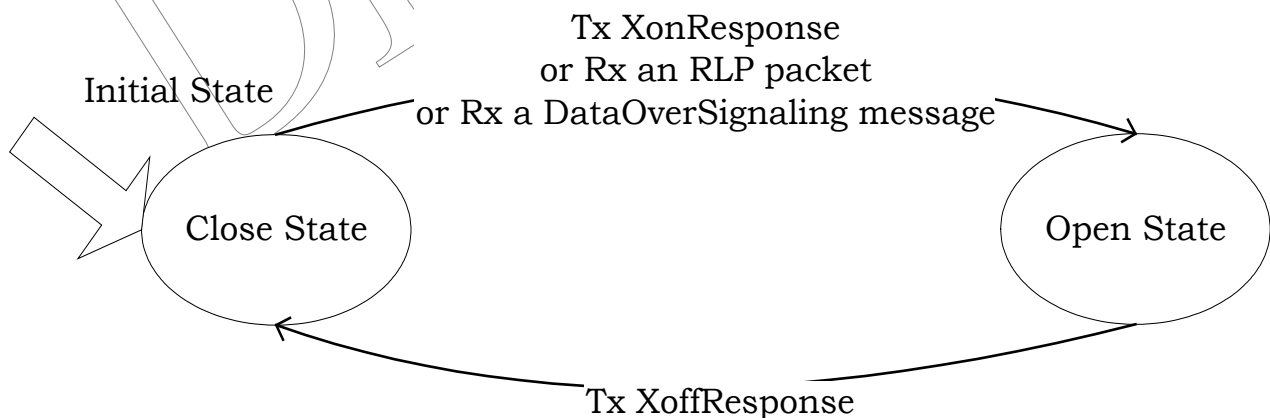 Tx XonResponse
or Rx an RLP packet
or Rx a DataOverSignaling message
Initial State
Close State
Open State
Tx XoffResponse